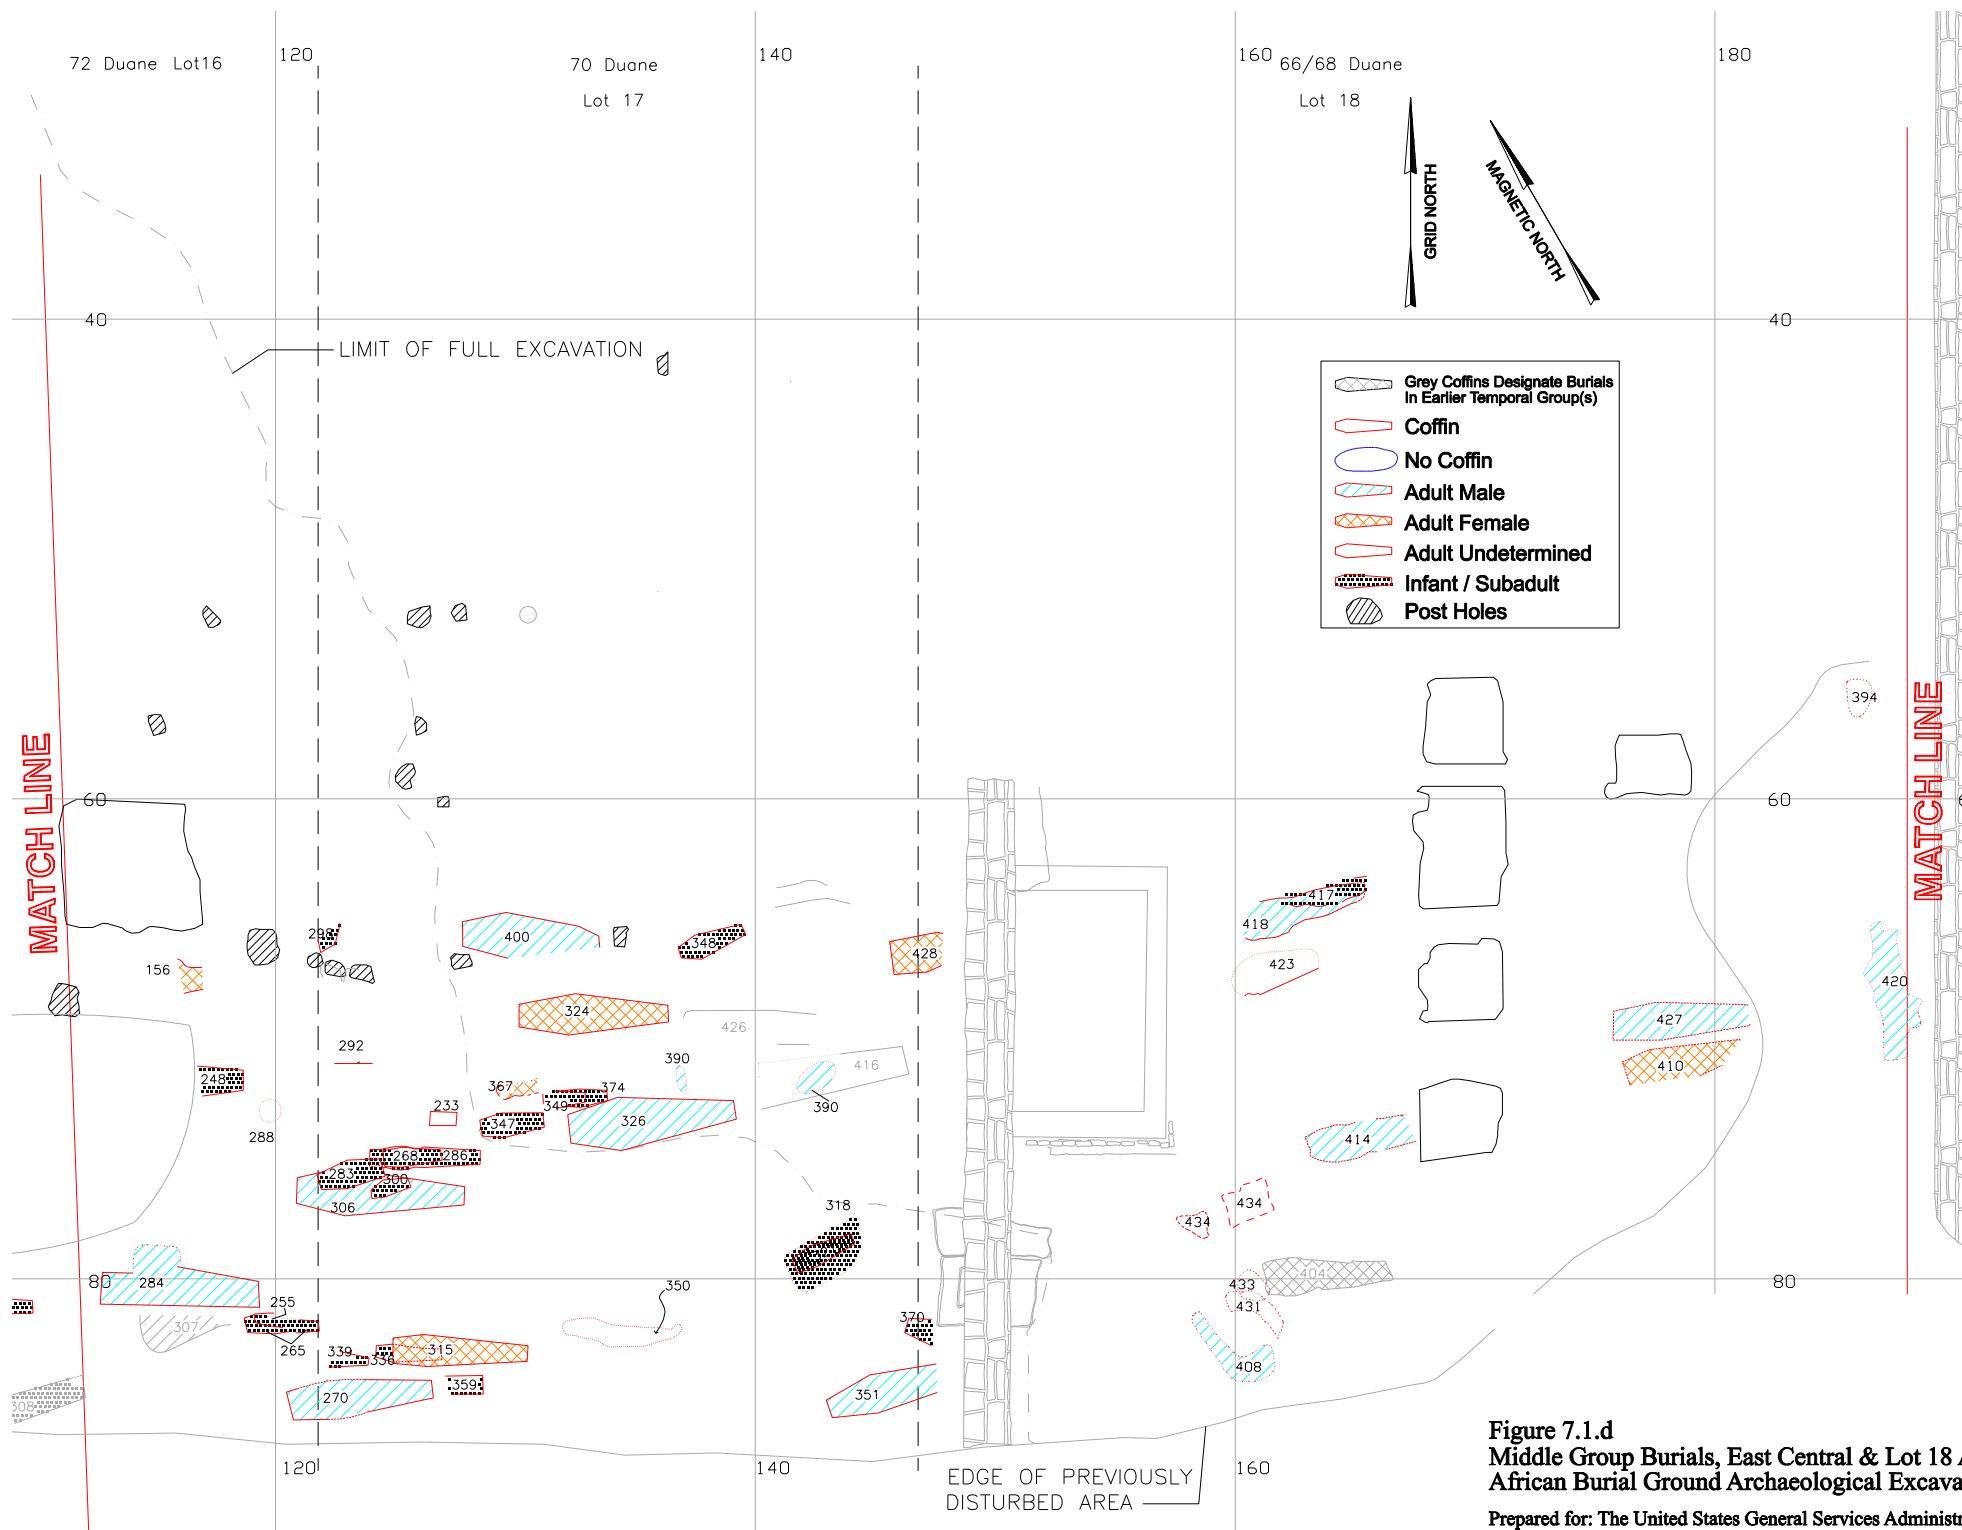 120
140
160
180
72 Duane Lot16
70 Duane
66/68 Duane
Lot 17
Lot 18
GRID NORTH
MAGNETIC NORTH
40
40
LIMIT OF FULL EXCAVATION
Grey Coffins Designate Burials
In Earlier Temporal Group(s)
Coffin
No Coffin
Adult Male
Adult Female
Adult Undetermined
Infant / Subadult
Post Holes
394
MATCH LINE
MATCH LINE
60
60
417
418
298
400
348
428
423
156
420
324
427
426
292
390
416
410
248
367
374
390
233
349
288
347
326
414
268
286
283
300
306
318
434
434
284
80
350
404
80
433
255
431
307
370
265
339
336
315
408
270
359
351
308
Figure 7.1.d
Middle Group Burials, East Central & Lot 18
African Burial Ground Archaeological Excava
Prepared for: The United States General Services Administr
120
140
160
EDGE OF PREVIOUSLY
DISTURBED AREA